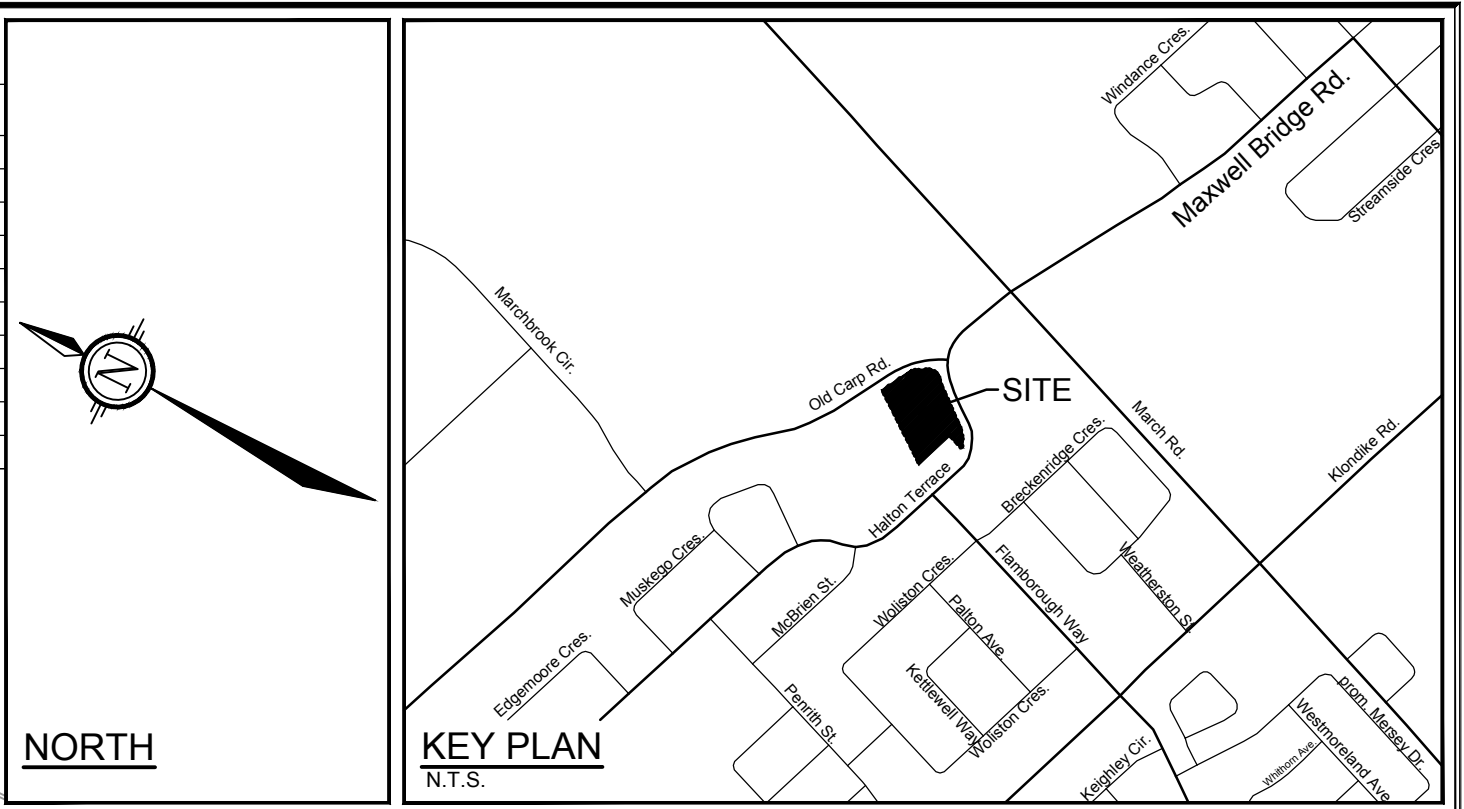 N
NORTH
Windance Cres.
Maxwell Bridge Rd.
Streamside Cres.
Marchbrook Cir.
Old Carp Rd.
SITE
March Rd.
Breckenridge Cres.
Klondike Rd.
Halton Terrace
Muskego Cres.
McBrien St.
Woliston Cres.
Flamborough Way
Weatherston St.
Palton Ave.
Edgemoore Cres.
Kettlewell Way
Woliston Cres.
Penrith St.
prom. Mersey Dr.
Westmoreland Ave.
Whithorn Ave.
Keighley Cir.
KEY PLAN
N.T.S.